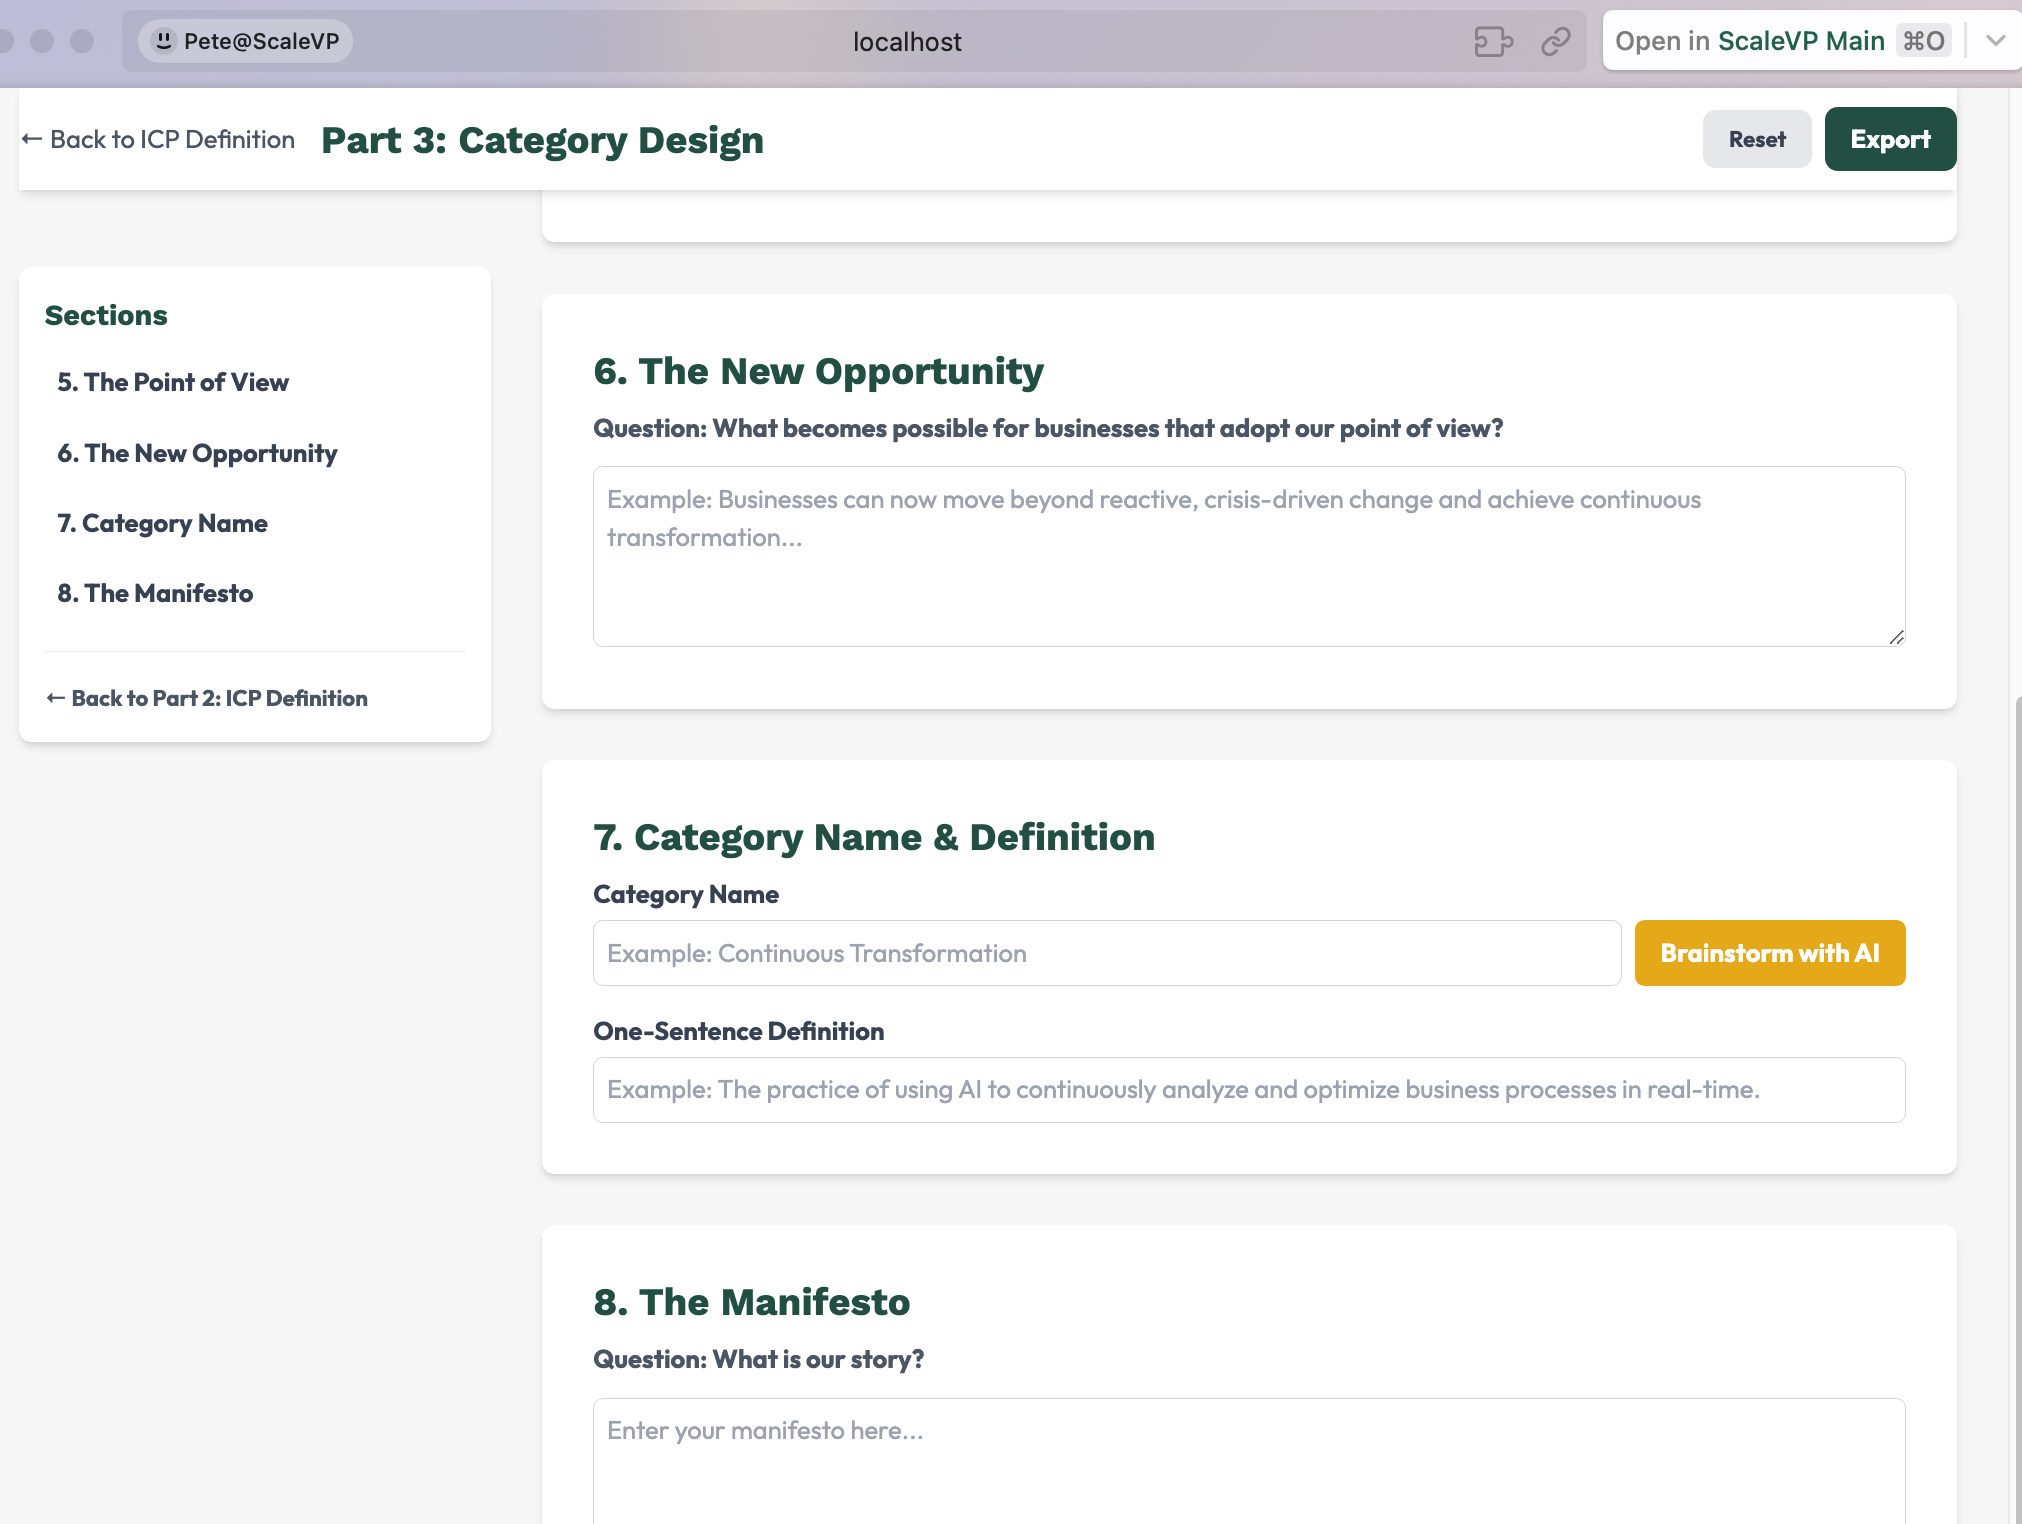 Pete@ScaleVP
localhost
Open in ScaleVP Main ⌘O
← Back to ICP Definition
Part 3: Category Design
Reset
Export
Sections
5. The Point of View
6. The New Opportunity
7. Category Name
8. The Manifesto
← Back to Part 2: ICP Definition
6. The New Opportunity
Question: What becomes possible for businesses that adopt our point of view?
Example: Businesses can now move beyond reactive, crisis-driven change and achieve continuous
transformation...
7. Category Name & Definition
Category Name
Example: Continuous Transformation
Brainstorm with AI
One-Sentence Definition
Example: The practice of using AI to continuously analyze and optimize business processes in real-time.
8. The Manifesto
Question: What is our story?
Enter your manifesto here...